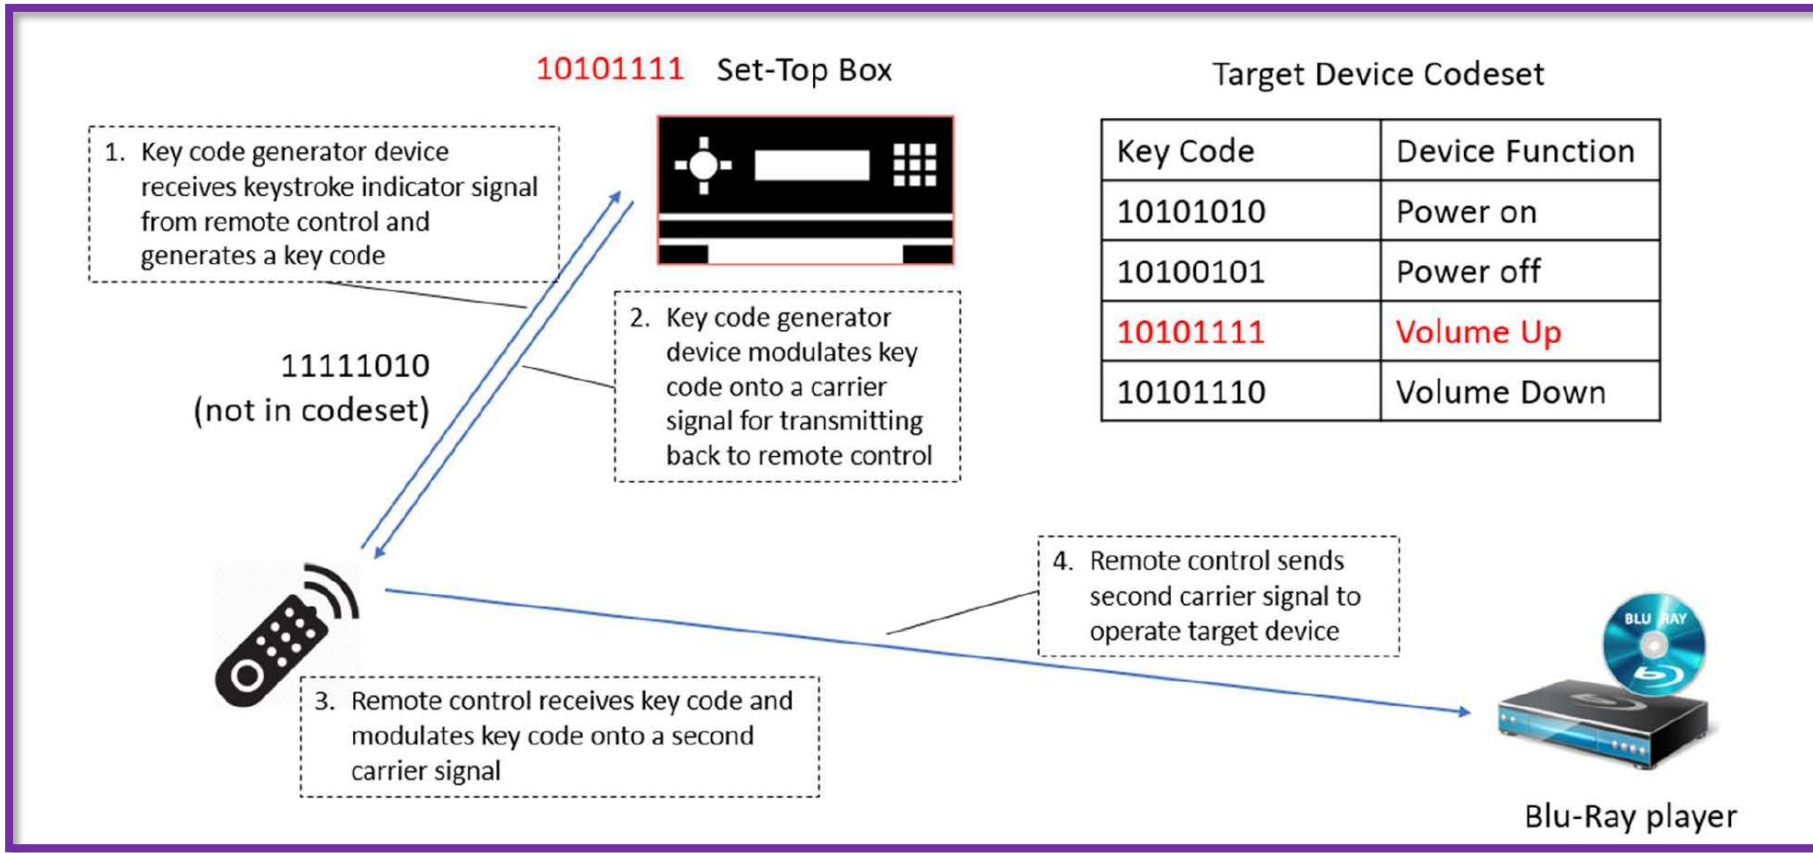 10101111 Set-Top Box
Target Device Codeset
1. Key code generator device
receives keystroke indicator signal
from remote control and
generates a key code
Key Code Device Function
10101010 Power on
10100101 Power off
10101111 Volume Up
10101110 Volume Down
2. Key code generator
device modulates key
code onto a carrier
signal for transmitting
back to remote control
11111010
(not in codeset)
4. Remote control sends
second carrier signal to
operate target device
BLU RAY
3. Remote control receives key code and
modulates key code onto a second
carrier signal
Blu-Ray player